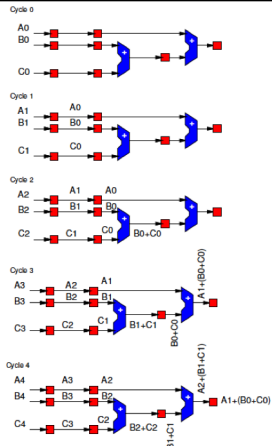 Cycle 0
A0
B0
+
+
C0
Cycle 1
A1 A0
B1 B0
+
+
C1 C0
Cycle 2
A2 A1 A0
B2 B1 B0
+
+
C2 C1 C0 B0+C0
Cycle 3
A3 A2 A1
B3 B2 B1
+
+
C3 C2 C1 B1+C1
B0+C0
A1+(B0+C0)
Cycle 4
A4 A3 A2
B4 B3 B2
+
+
C4 C3 C2 B2+C2
B1+C1
A2+(B1+C1)
A1+(B0+C0)